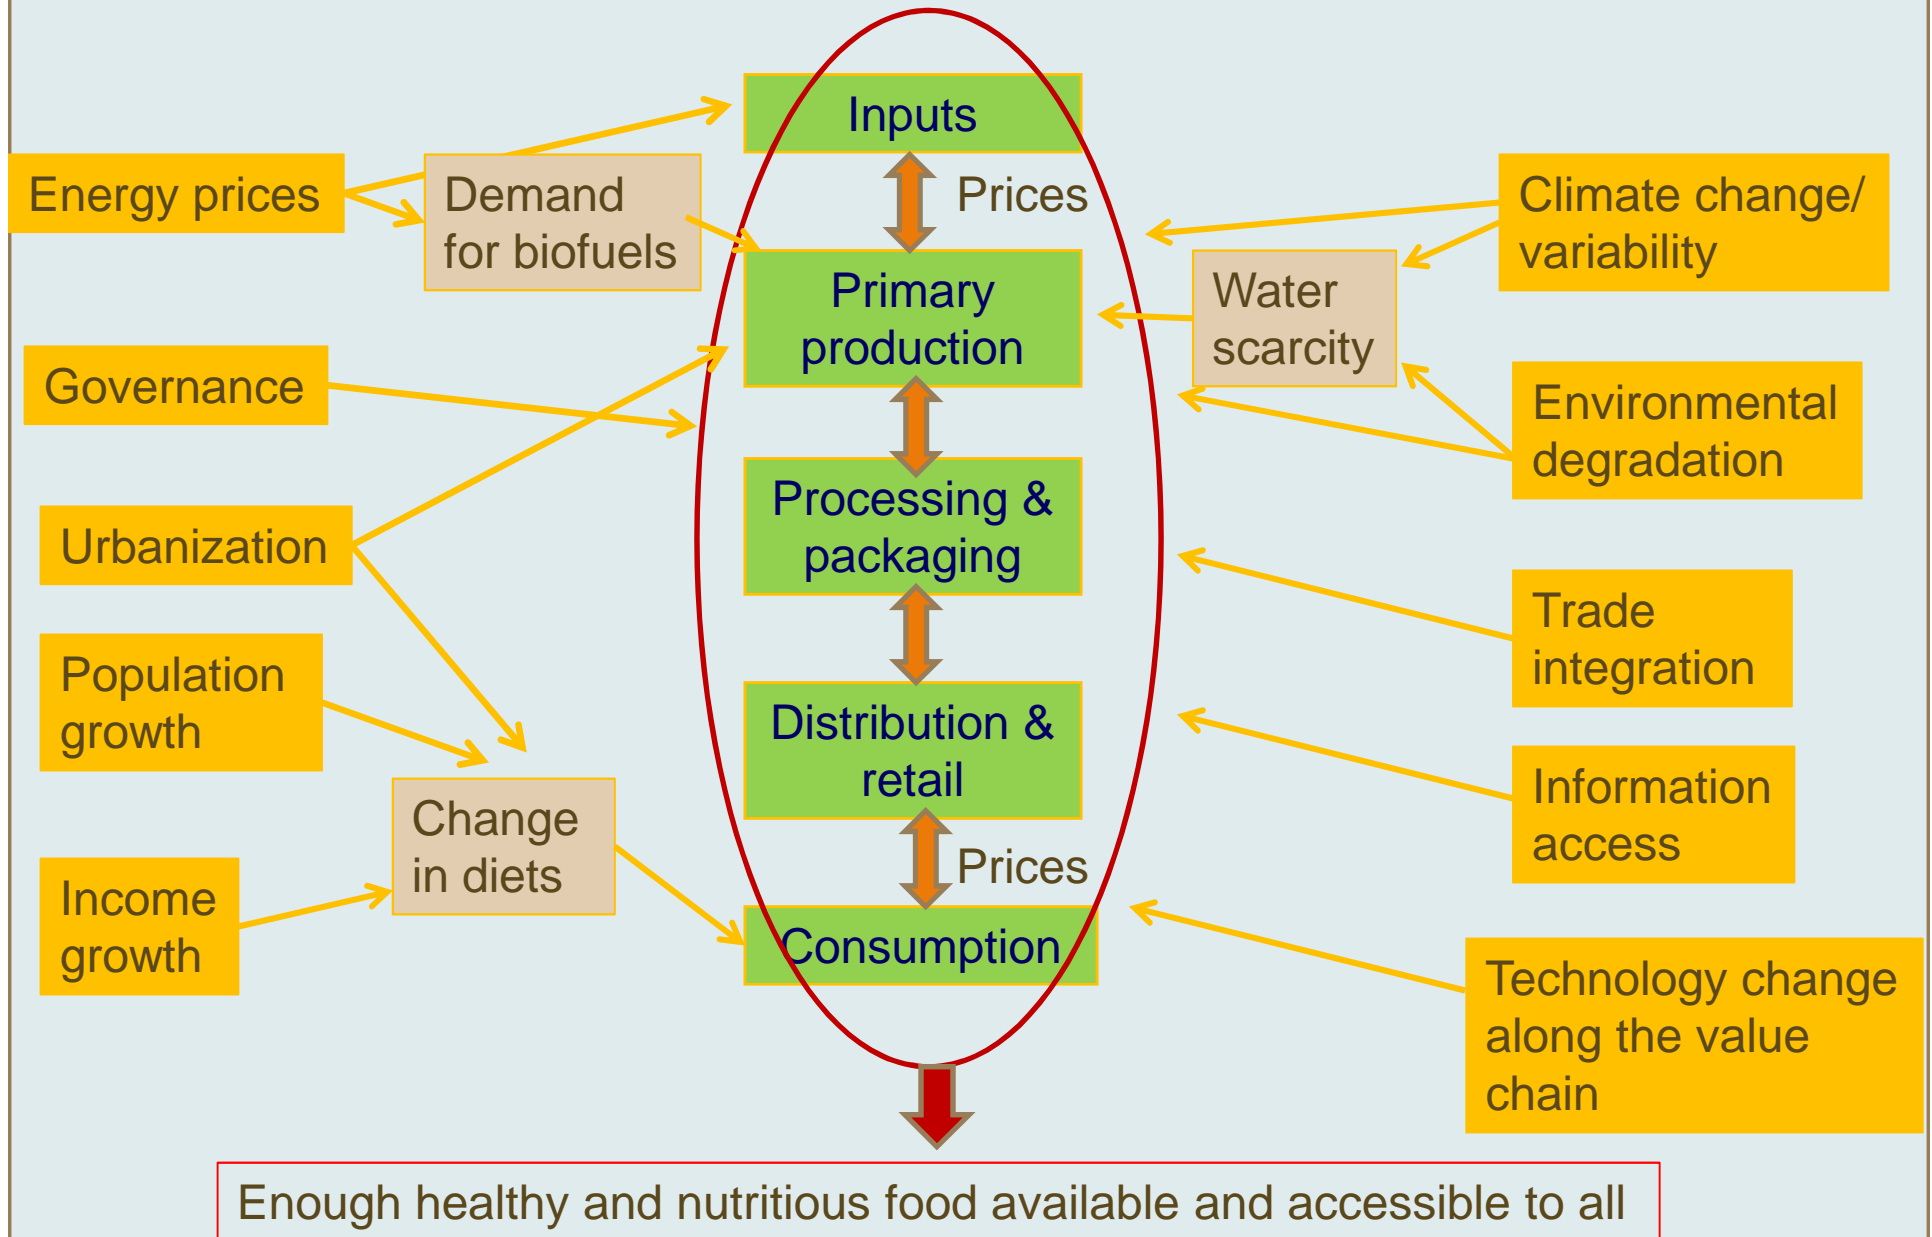 Inputs
Energy prices
Demand
for biofuels
Prices
Climate change/
variability
Primary
production
Water
scarcity
Governance
Environmental
degradation
Processing &
packaging
Urbanization
Trade
integration
Population
growth
Distribution &
retail
Information
access
Change
in diets
Prices
Income
growth
Consumption
Technology change
along the value
chain
Enough healthy and nutritious food available and accessible to all